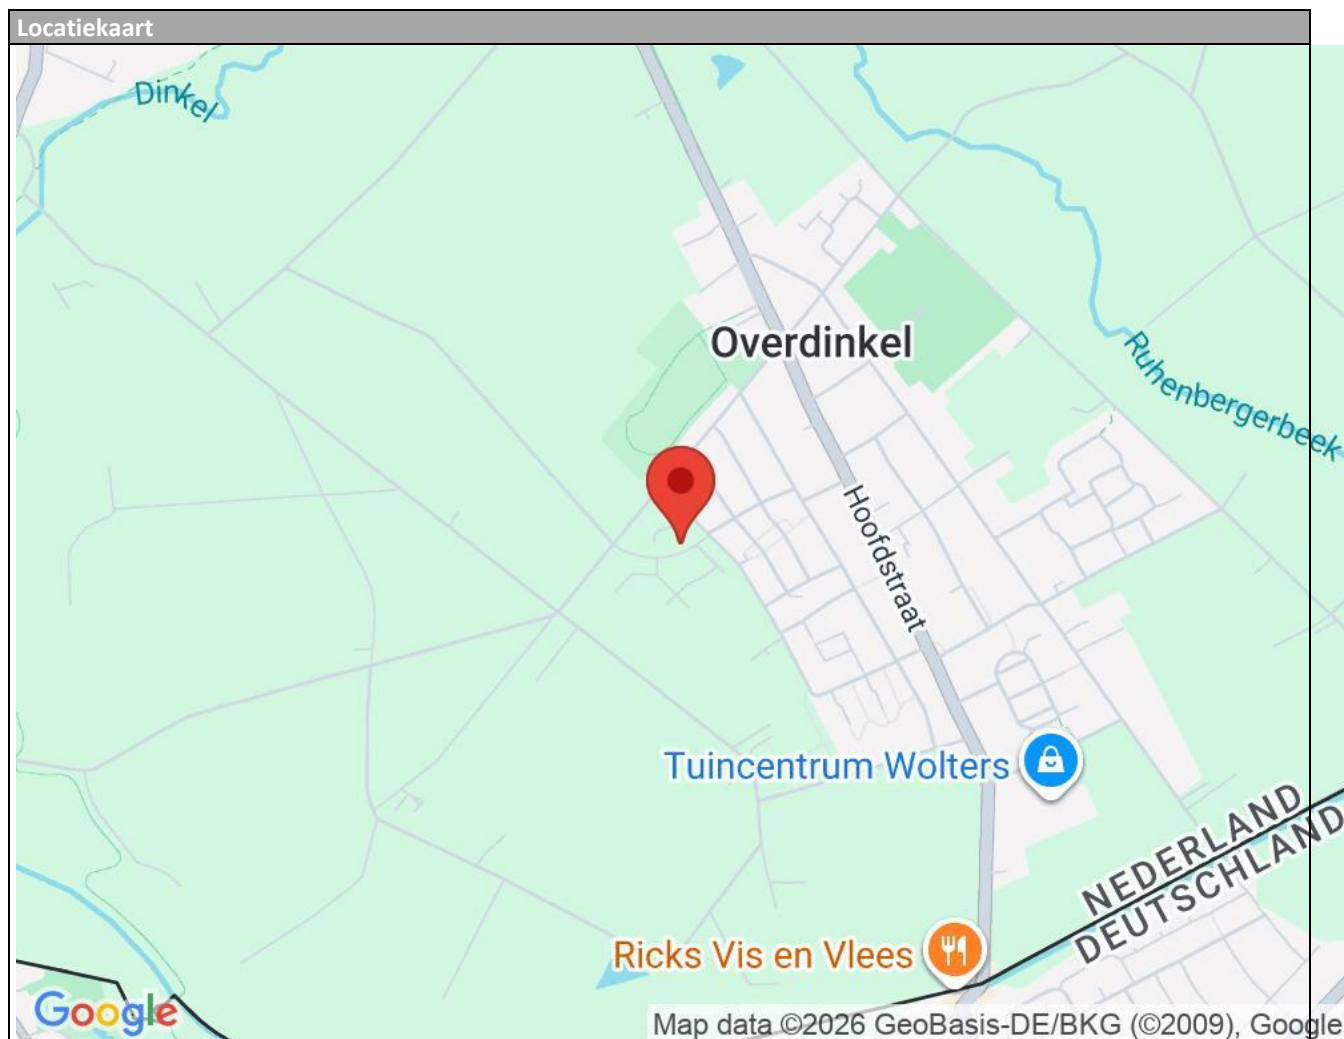 Locatiekaart
Dinkel
Overdinkel
Ruhenbergerbeek
Hoofdstraat
Tuincentrum Wolters
NEDERLAND
DEUTSCHLAND
Ricks Vis en Vlees
Google
Map data ©2026 GeoBasis-DE/BKG (©2009), Google